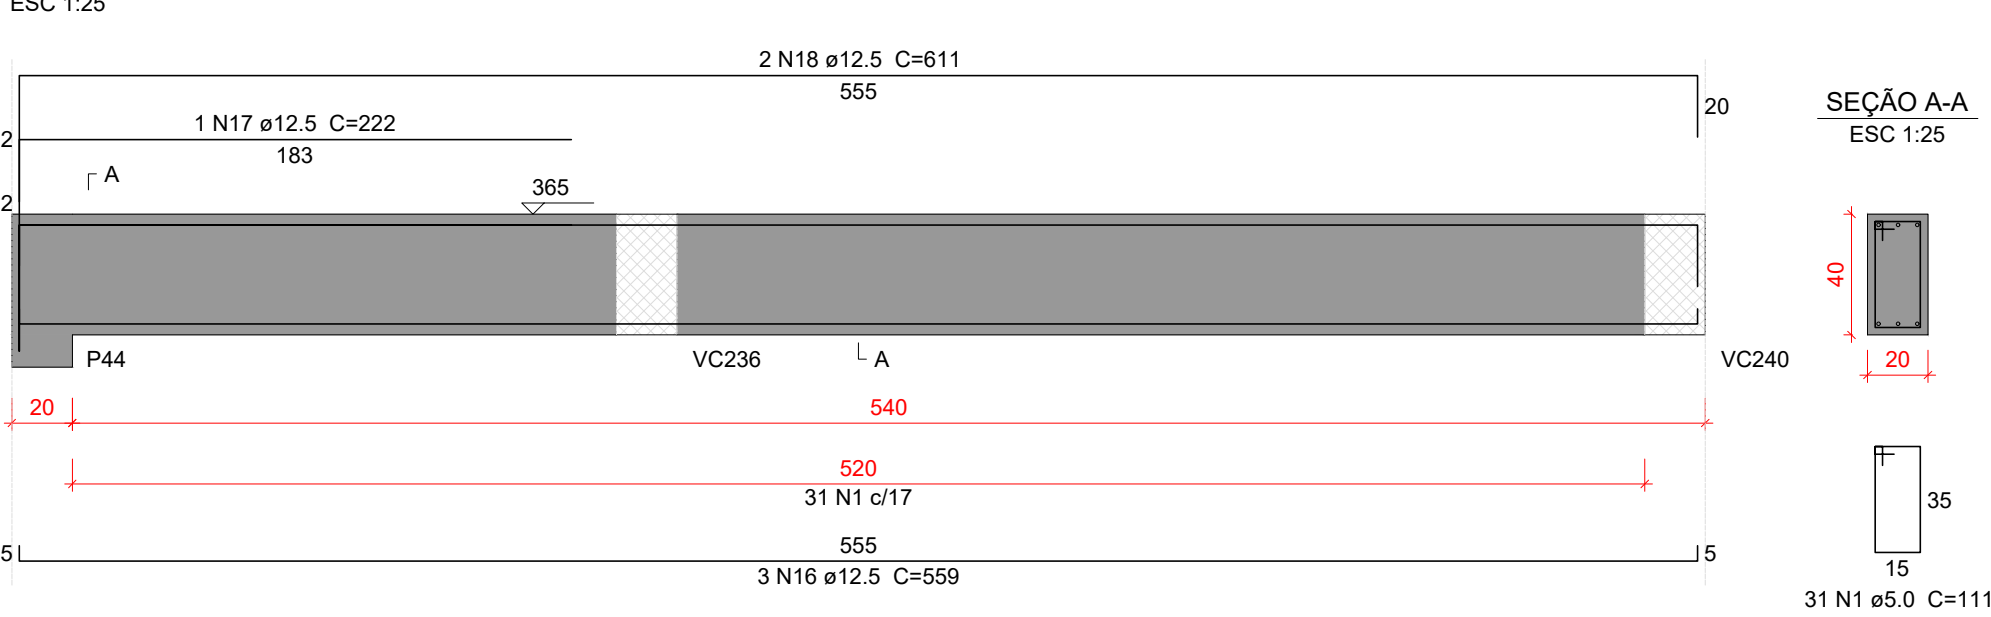 ESC 1:25
2 N18 ø12.5 C=611
555
20
SEÇÃO A-A
ESC 1:25
1 N17 ø12.5 C=222
2
183
A
365
2
40
P44
VC236
A
VC240
20
20
540
520
31 N1 c/17
35
5
555
5
3 N16 ø12.5 C=559
15
31 N1 ø5.0 C=111